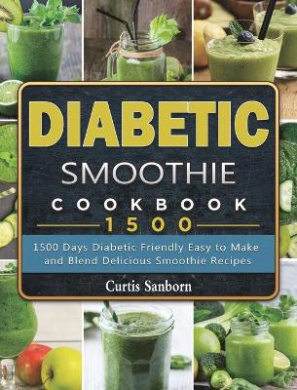 DIABETIC
SMOOTHIE
COOKBOOK
1500
1500 Days Diabetic Friendly Easy to Make
and Blend Delicious Smoothie Recipes
Curtis Sanborn